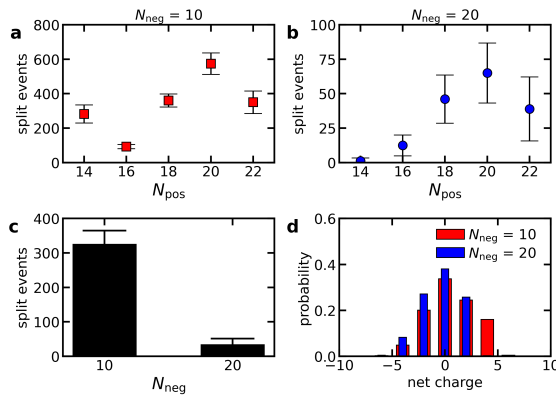 a
N_neg = 10
split events
800
600
400
200
0
14 16 18 20 22
N_pos
b
N_neg = 20
split events
100
75
50
25
0
14 16 18 20 22
N_pos
c
split events
400
300
200
100
0
10 20
N_neg
d
probability
0.6
0.4
0.2
0.0
N_neg = 10
N_neg = 20
−10 −5 0 5 10
net charge